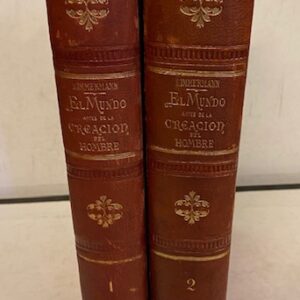 ZIMMERMANN
EL MUNDO
ANTES DE LA
CREACION
DEL
HOMBRE
1
ZIMMERMANN
EL MUNDO
ANTES DE LA
CREACION
DEL
HOMBRE
2